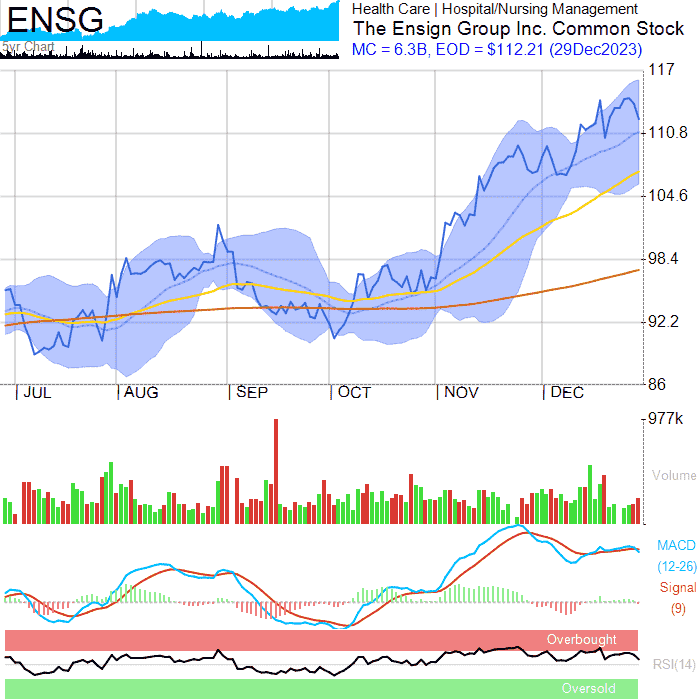 ENSG
5yr Chart
Health Care | Hospital/Nursing Management
The Ensign Group Inc. Common Stock
MC = 6.3B, EOD = $112.21 (29Dec2023)
117
110.8
104.6
98.4
92.2
86
JUL AUG SEP OCT NOV DEC
977k
Volume
MACD
(12-26)
Signal
(9)
Overbought
RSI(14)
Oversold